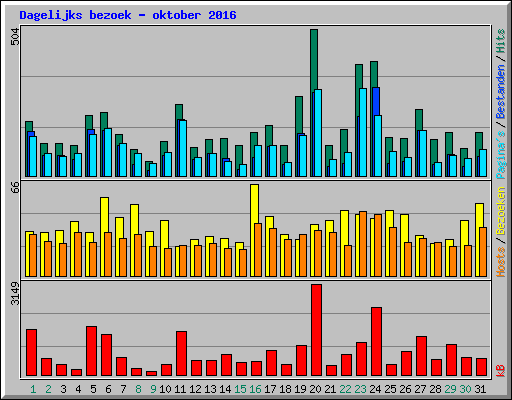 Dagelijks bezoek - oktober 2016
504
66
3149
Pagina's / Bestanden / Hits
Hosts / Bezoeken
kB
1 2 3 4 5 6 7 8 9 10 11 12 13 14 15 16 17 18 19 20 21 22 23 24 25 26 27 28 29 30 31